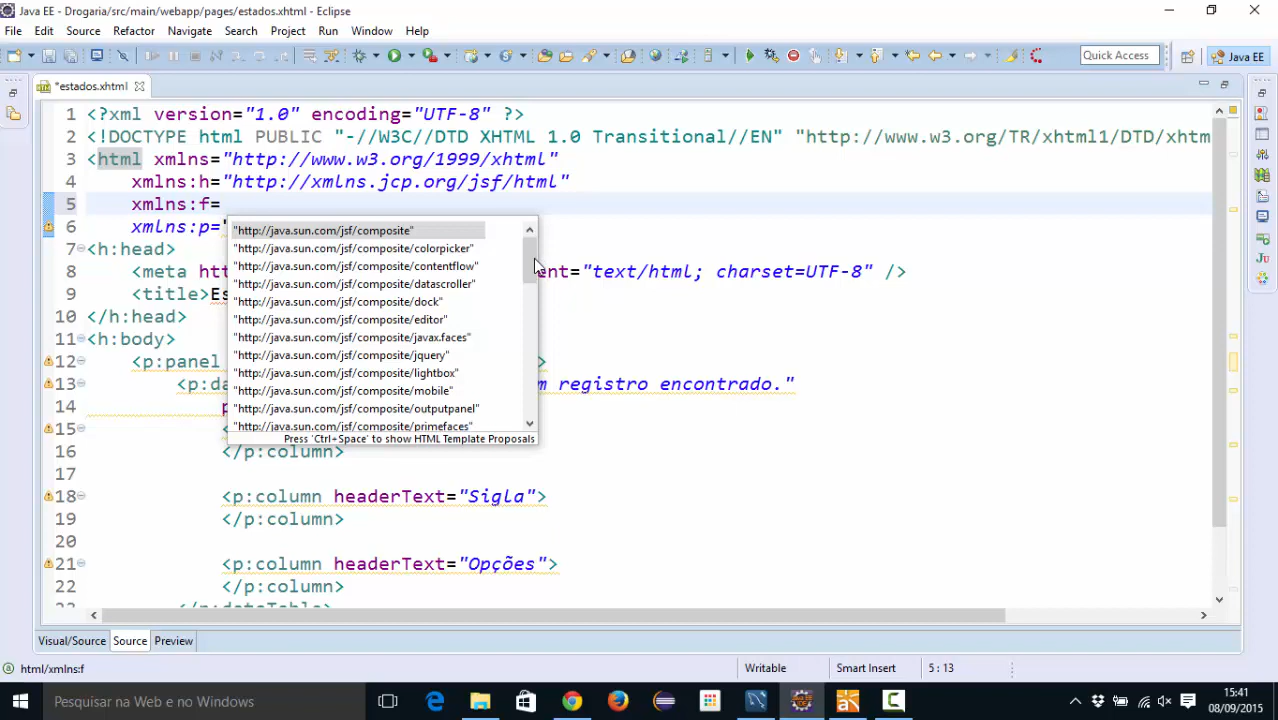 Java EE - Drogaria/src/main/webapp/pages/estados.xhtml - Eclipse
File Edit Source Refactor Navigate Search Project Run Window Help
Quick Access
Java EE
*estados.xhtml
1 <?xml version="1.0" encoding="UTF-8" ?>
2 <!DOCTYPE html PUBLIC "-//W3C//DTD XHTML 1.0 Transitional//EN" "http://www.w3.org/TR/xhtml1/DTD/xhtm
3 <html xmlns="http://www.w3.org/1999/xhtml"
4 xmlns:h="http://xmlns.jcp.org/jsf/html"
5 xmlns:f=
6 xmlns:p="
"http://java.sun.com/jsf/composite"
"http://java.sun.com/jsf/composite/colorpicker"
"http://java.sun.com/jsf/composite/contentflow"
"http://java.sun.com/jsf/composite/datascroller"
"http://java.sun.com/jsf/composite/dock"
"http://java.sun.com/jsf/composite/editor"
"http://java.sun.com/jsf/composite/javax.faces"
"http://java.sun.com/jsf/composite/jquery"
"http://java.sun.com/jsf/composite/lightbox"
"http://java.sun.com/jsf/composite/mobile"
"http://java.sun.com/jsf/composite/outputpanel"
"http://java.sun.com/jsf/composite/primefaces"
Press 'Ctrl+Space' to show HTML Template Proposals
7 <h:head>
8 <meta htt ent="text/html; charset=UTF-8" />
9 <title>Es
10 </h:head>
11 <h:body>
12 <p:panel >
13 <p:da m registro encontrado."
14 p
15 <
16 </p:column>
17
18 <p:column headerText="Sigla">
19 </p:column>
20
21 <p:column headerText="Opções">
22 </p:column>
23 </p:dataTable>
Visual/Source Source Preview
html/xmlns:f
Writable
Smart Insert
5 : 13
Pesquisar na Web e no Windows
15:41
08/09/2015